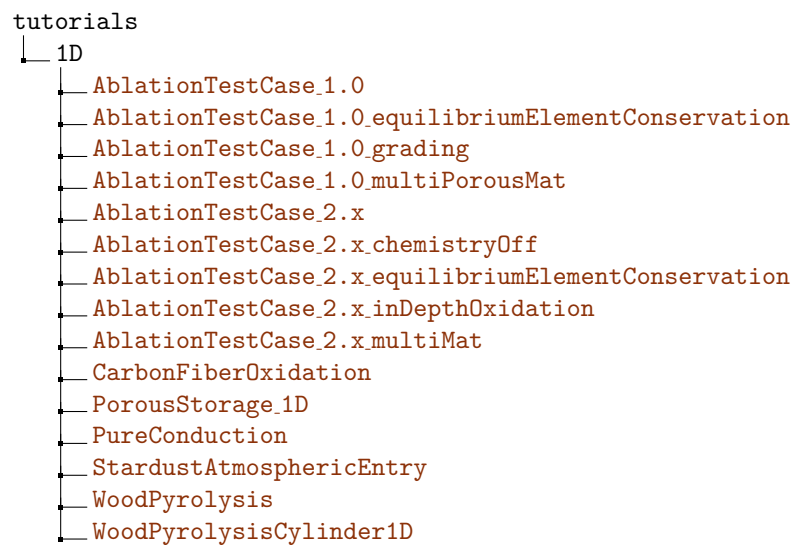 tutorials
1D
AblationTestCase_1.0
AblationTestCase_1.0_equilibriumElementConservation
AblationTestCase_1.0_grading
AblationTestCase_1.0_multiPorousMat
AblationTestCase_2.x
AblationTestCase_2.x_chemistryOff
AblationTestCase_2.x_equilibriumElementConservation
AblationTestCase_2.x_inDepthOxidation
AblationTestCase_2.x_multiMat
CarbonFiberOxidation
PorousStorage_1D
PureConduction
StardustAtmosphericEntry
WoodPyrolysis
WoodPyrolysisCylinder1D